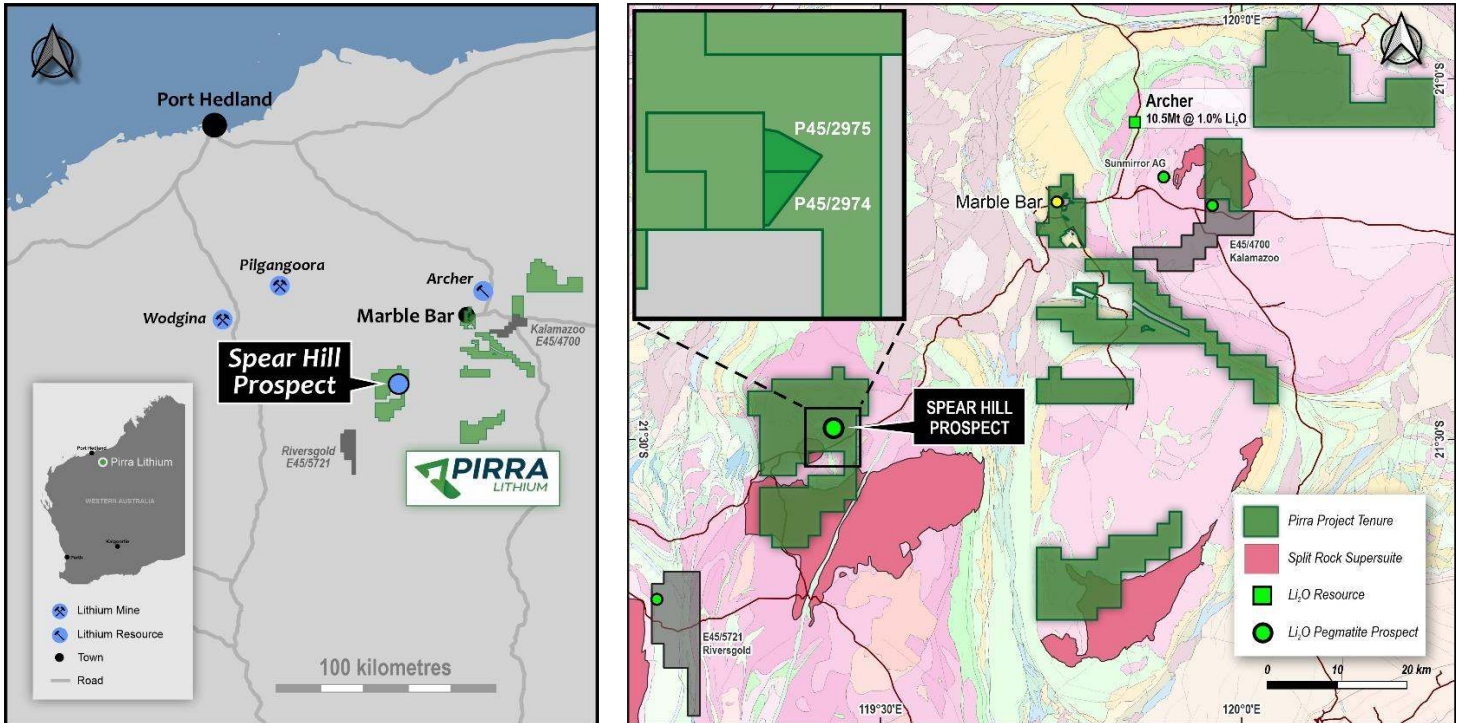 Port Hedland
Pilgangoora
Archer
Wodgina
Marble Bar
Kalamazoo
E45/4700
Spear Hill
Prospect
Riversgold
E45/5721
PIRRA
LITHIUM
Port Hedland
Pirra Lithium
WESTERN AUSTRALIA
Kalgoorlie
Perth
Lithium Mine
Lithium Resource
Town
Road
100 kilometres
120°0'E
21°0'S
P45/2975
P45/2974
Archer
10.5Mt @ 1.0% Li₂O
Sunmirror AG
Marble Bar
E45/4700
Kalamazoo
21°30'S
21°30'S
SPEAR HILL
PROSPECT
Pirra Project Tenure
Split Rock Supersuite
Li₂O Resource
Li₂O Pegmatite Prospect
0 10 20 km
E45/5721
Riversgold
119°30'E
120°0'E